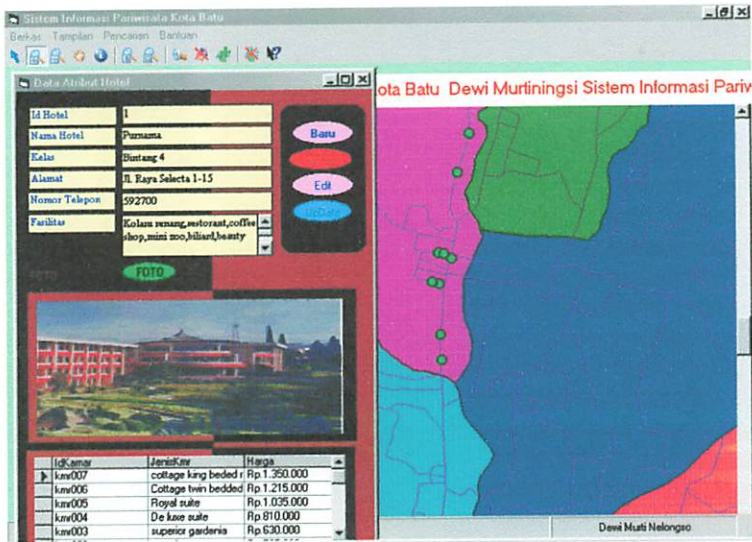 Sistem Informasi Pariwisata Kota Batu
Berkas Tampilan Pencarian Bantuan
Data Atribut Hotel
Id Hotel 1
Nama Hotel Purnama
Kelas Bintang 4
Alamat Jl. Raya Selecta 1-15
Nomor Telepon 592700
Fasilitas Kolam renang,restorant,coffee
shop,mini zoo,biliard,beauty
Baru
Edit
UpDate
FOTO
FOTO
IdKamar JenisKmr Harga
kmr007 cottage king beded r Rp.1.350.000
kmr006 Cottage twin bedded Rp.1.215.000
kmr005 Royal suite Rp.1.035.000
kmr004 De luxe suite Rp.810.000
kmr003 superior gardenia Rp.630.000
ota Batu Dewi Murtiningsi Sistem Informasi Pariw
Dewi Murti Nelongso